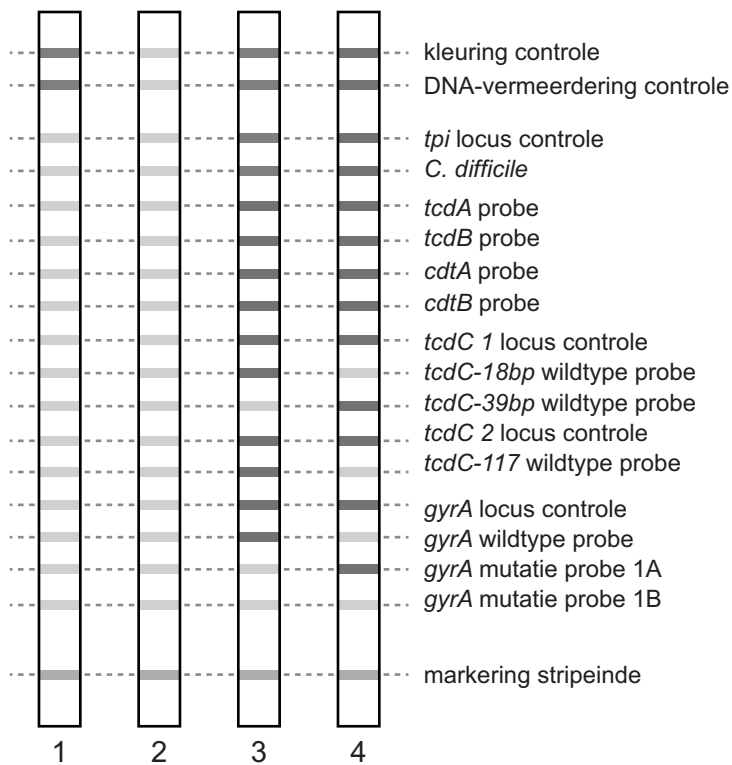 kleuring controle
DNA-vermeerdering controle
tpi locus controle
C. difficile
tcdA probe
tcdB probe
cdtA probe
cdtB probe
tcdC 1 locus controle
tcdC-18bp wildtype probe
tcdC-39bp wildtype probe
tcdC 2 locus controle
tcdC-117 wildtype probe
gyrA locus controle
gyrA wildtype probe
gyrA mutatie probe 1A
gyrA mutatie probe 1B
markering stripeinde
1 2 3 4